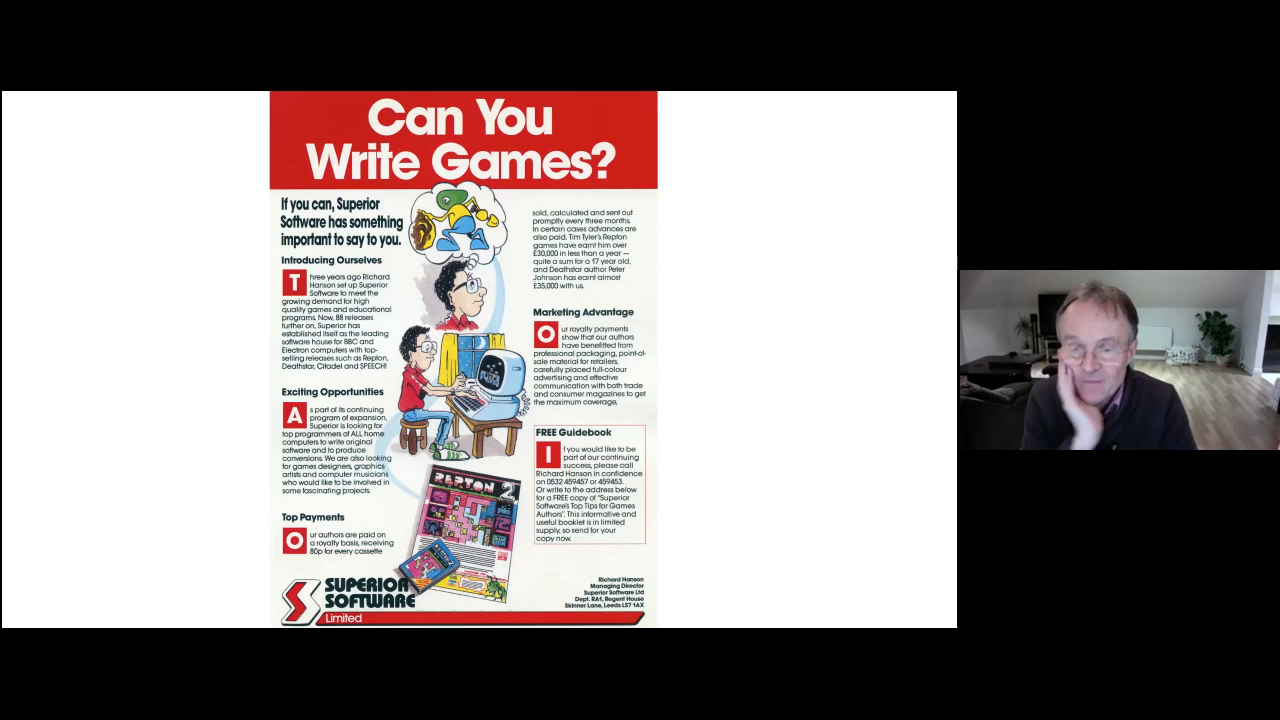 Can You
Write Games?
If you can, Superior
Software has something
important to say to you.
Introducing Ourselves
Three years ago Richard
Hanson set up Superior
Software to meet the
growing demand for high
quality games and educational
programs. Now, 88 releases
further on, Superior has
established itself as the leading
software house for BBC and
Electron computers with top-
selling releases such as Repton,
Deathstar, Citadel and SPEECH!
Exciting Opportunities
As part of its continuing
program of expansion,
Superior is looking for
top programmers of ALL home
computers to write original
software and to produce
conversions. We are also looking
for games designers, graphics
artists and computer musicians
who would like to be involved in
some fascinating projects.
Top Payments
Our authors are paid on
a royalty basis, receiving
80p for every cassette
sold, calculated and sent out
promptly every three months.
In certain cases advances are
also paid. Tim Tyler's Repton
games have earnt him over
£30,000 in less than a year —
quite a sum for a 17 year old,
and Deathstar author Peter
Johnson has earnt almost
£35,000 with us.
Marketing Advantage
Our royalty payments
show that our authors
have benefitted from
professional packaging, point-of-
sale material for retailers,
carefully placed full-colour
advertising and effective
communication with both trade
and consumer magazines to get
the maximum coverage,
FREE Guidebook
If you would like to be
part of our continuing
success, please call
Richard Hanson in confidence
on 0532 459457 or 459453.
Or write to the address below
for a FREE copy of "Superior
Software's Top Tips for Games
Authors". This informative and
useful booklet is in limited
supply, so send for your
copy now.
REPTON 2
SUPERIOR
SOFTWARE
Limited
Richard Hanson
Managing Director
Superior Software Ltd
Dept. RA1, Regent House
Skinner Lane, Leeds LS7 1AX